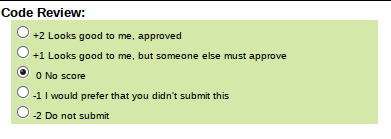 Code Review:
+2 Looks good to me, approved
+1 Looks good to me, but someone else must approve
0 No score
-1 I would prefer that you didn't submit this
-2 Do not submit